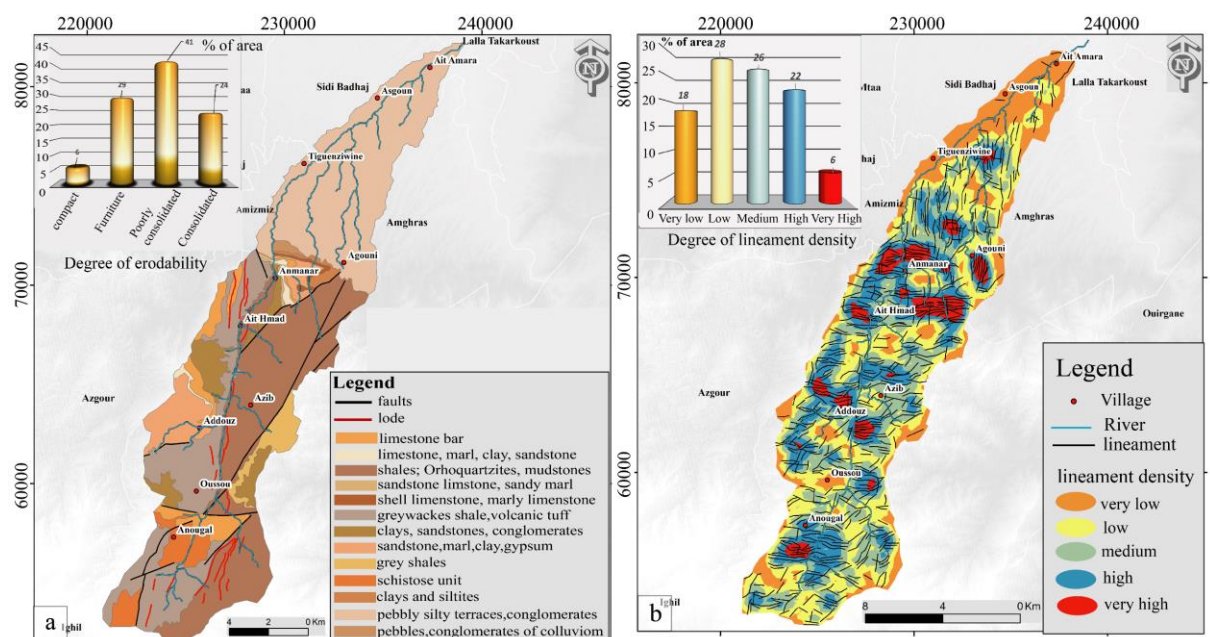 220000
230000
240000
80000
70000
60000
% of area
45
40
35
30
25
20
15
10
5
0
6
29
41
24
compact
Furniture
Poorly
consolidated
Consolidated
Degree of erodability
N
Lalla Takarkoust
Ait Amara
Sidi Badhaj
Asgoun
Tiguenziwine
Amizmiz
Amghras
Agouni
Anmanar
Ait Hmad
Azgour
Azib
Addouz
Oussou
Anougal
Ighil
a
4 2 0 4 Km
Legend
faults
lode
limestone bar
limestone, marl, clay, sandstone
shales; Orhoquartzites, mudstones
sandstone limstone, sandy marl
shell limenstone, marly limenstone
greywackes shale,volcanic tuff
clays, sandstones, conglomerates
sandstone,marl,clay,gypsum
grey shales
schistose unit
clays and siltites
pebbly silty terraces,conglomerates
pebbles,conglomerates of colluviom
220000
230000
240000
80000
70000
60000
% of area
30
25
20
15
10
5
0
18
28
26
22
6
Very low
Low
Medium
High
Very High
Degree of lineament density
N
Ait Amara
Lalla Takarkoust
Sidi Badhaj
Asgoun
Tiguenziwine
Amizmiz
Amghras
Agouni
Anmanar
Ait Hmad
Ouirgane
Azgour
Azib
Addouz
Oussou
Anougal
Ighil
b
8 4 0 Km
Legend
Village
River
lineament
lineament density
very low
low
medium
high
very high